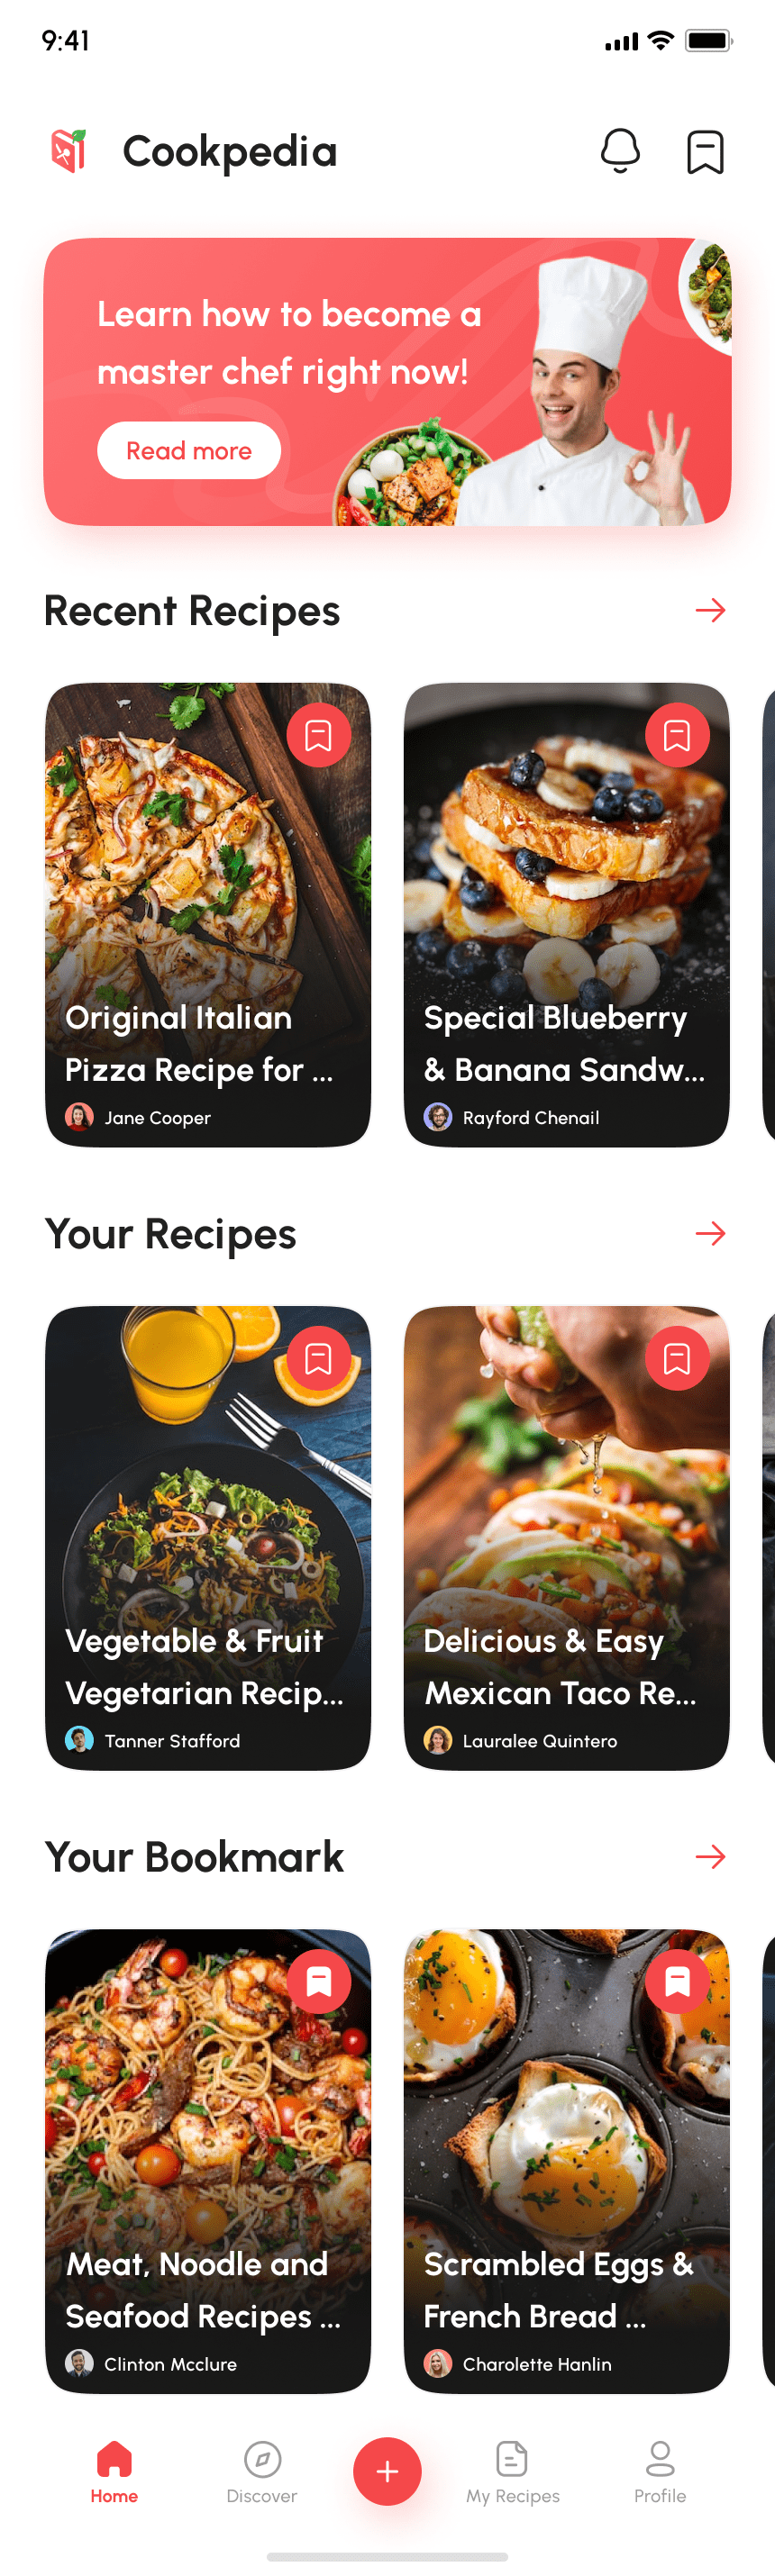 9:41
Cookpedia
Learn how to become a
master chef right now!
Read more
Recent Recipes
Original Italian
Pizza Recipe for ...
Jane Cooper
Special Blueberry
& Banana Sandw...
Rayford Chenail
Your Recipes
Vegetable & Fruit
Vegetarian Recip...
Tanner Stafford
Delicious & Easy
Mexican Taco Re...
Lauralee Quintero
Your Bookmark
Meat, Noodle and
Seafood Recipes ...
Clinton Mcclure
Scrambled Eggs &
French Bread ...
Charolette Hanlin
Home
Discover
My Recipes
Profile